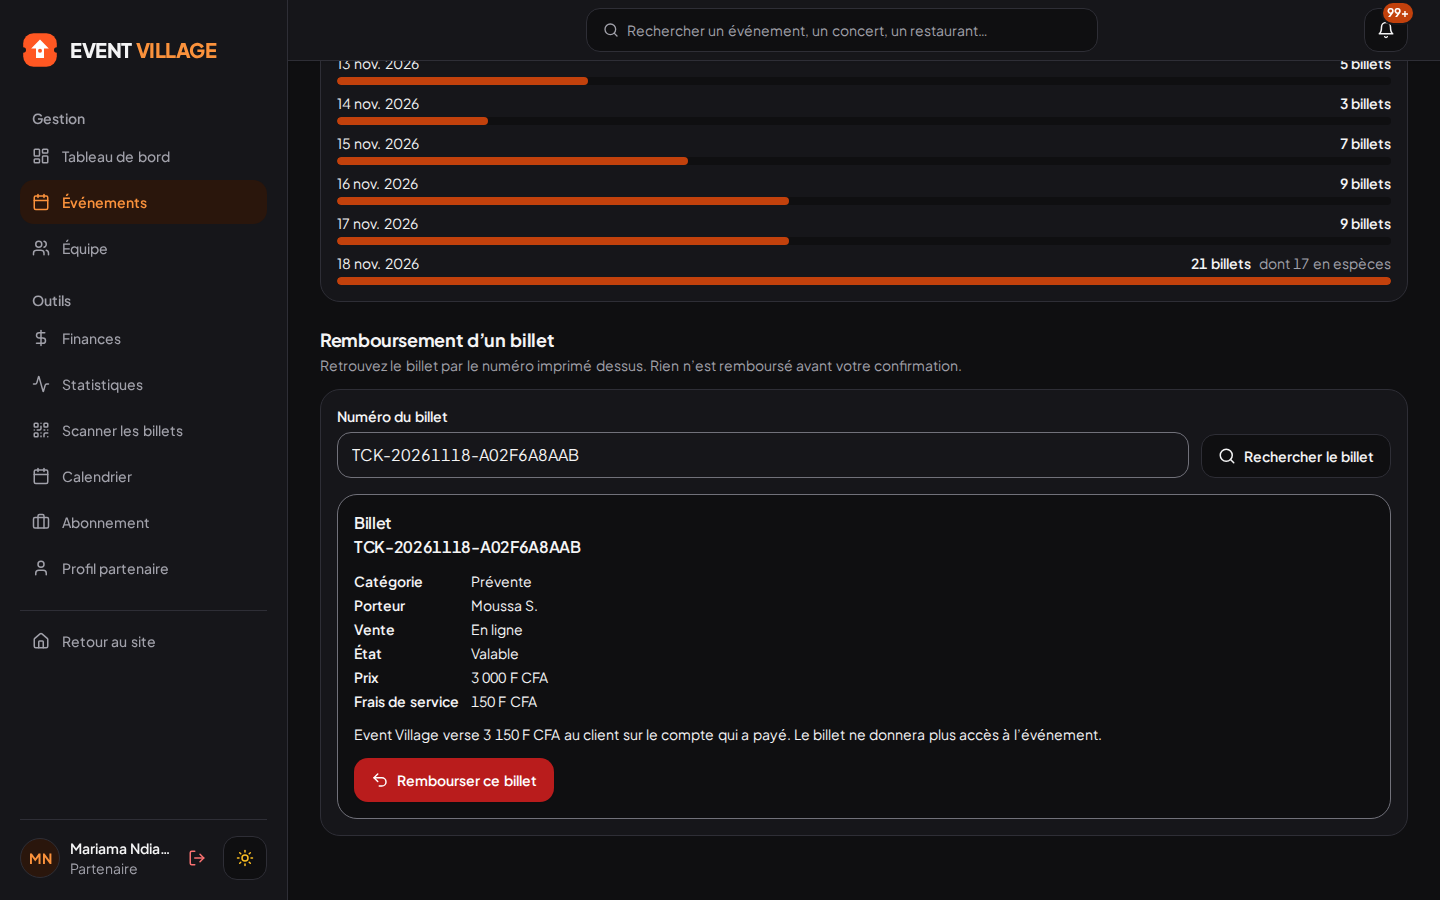 EVENT VILLAGE
Rechercher un événement, un concert, un restaurant…
99+
Gestion
Tableau de bord
Événements
Équipe
Outils
Finances
Statistiques
Scanner les billets
Calendrier
Abonnement
Profil partenaire
Retour au site
MN
Mariama Ndia…
Partenaire
13 nov. 2026 5 billets
14 nov. 2026 3 billets
15 nov. 2026 7 billets
16 nov. 2026 9 billets
17 nov. 2026 9 billets
18 nov. 2026 21 billets dont 17 en espèces
Remboursement d’un billet
Retrouvez le billet par le numéro imprimé dessus. Rien n’est remboursé avant votre confirmation.
Numéro du billet
TCK-20261118-A02F6A8AAB
Rechercher le billet
Billet
TCK-20261118-A02F6A8AAB
Catégorie Prévente
Porteur Moussa S.
Vente En ligne
État Valable
Prix 3 000 F CFA
Frais de service 150 F CFA
Event Village verse 3 150 F CFA au client sur le compte qui a payé. Le billet ne donnera plus accès à l’événement.
Rembourser ce billet